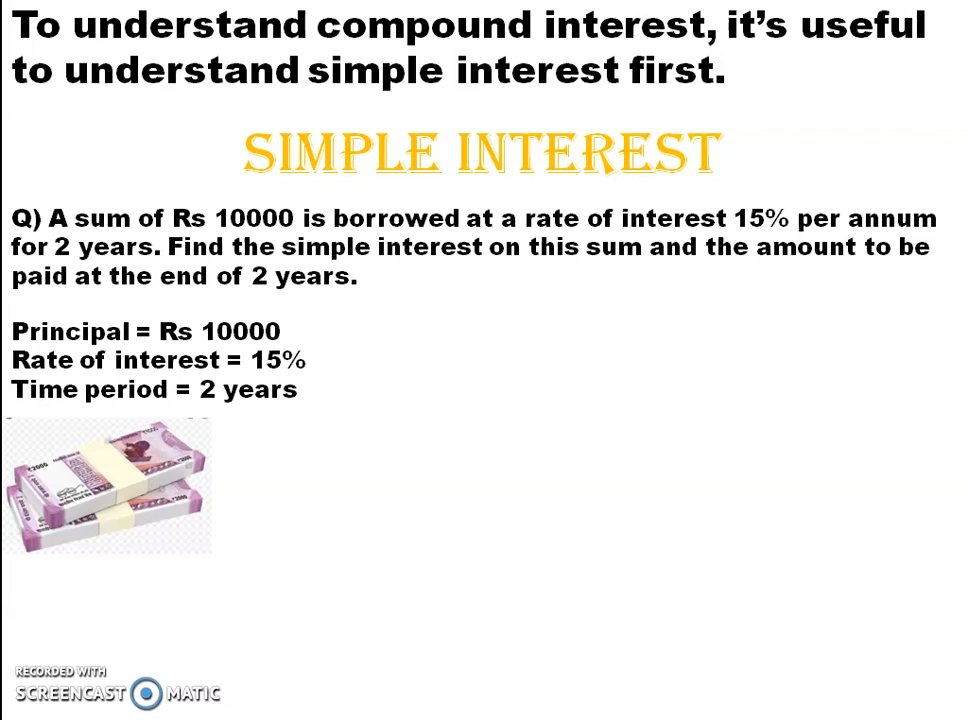 To understand compound interest, it's useful
to understand simple interest first.
SIMPLE INTEREST
Q) A sum of Rs 10000 is borrowed at a rate of interest 15% per annum
for 2 years. Find the simple interest on this sum and the amount to be
paid at the end of 2 years.
Principal = Rs 10000
Rate of interest = 15%
Time period = 2 years
₹2000
RECORDED WITH
SCREENCAST MATIC